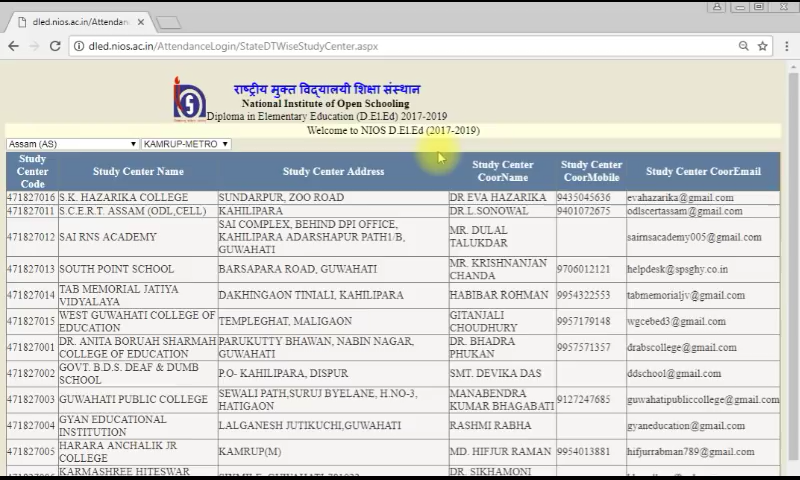 dled.nios.ac.in/Attendan
dled.nios.ac.in/AttendanceLogin/StateDTWiseStudyCenter.aspx
राष्ट्रीय मुक्त विद्यालयी शिक्षा संस्थान
National Institute of Open Schooling
Diploma in Elementary Education (D.El.Ed) 2017-2019
Welcome to NIOS D.El.Ed (2017-2019)
Assam (AS) KAMRUP-METRO
Study Center Code Study Center Name Study Center Address Study Center CoorName Study Center CoorMobile Study Center CoorEmail
471827016 S.K. HAZARIKA COLLEGE SUNDARPUR, ZOO ROAD DR EVA HAZARIKA 9435045636 evahazarika@gmail.com
471827011 S.C.E.R.T. ASSAM (ODL,CELL) KAHILIPARA DR.L.SONOWAL 9401072675 odlscertassam@gmail.com
471827012 SAI RNS ACADEMY SAI COMPLEX, BEHIND DPI OFFICE, KAHILIPARA ADARSHAPUR PATH1/B, GUWAHATI MR. DULAL TALUKDAR sairnsacademy005@gmail.com
471827013 SOUTH POINT SCHOOL BARSAPARA ROAD, GUWAHATI MR. KRISHNANJAN CHANDA 9706012121 helpdesk@spsghy.co.in
471827014 TAB MEMORIAL JATIYA VIDYALAYA DAKHINGAON TINIALI, KAHILIPARA HABIBAR ROHMAN 9954322553 tabmemorialjv@gmail.com
471827015 WEST GUWAHATI COLLEGE OF EDUCATION TEMPLEGHAT, MALIGAON GITANJALI CHOUDHURY 9957179148 wgcebed3@gmail.com
471827001 DR. ANITA BORUAH SHARMAH COLLEGE OF EDUCATION PARUKUTTY BHAWAN, NABIN NAGAR, GUWAHATI DR. BHADRA PHUKAN 9957571357 drabscollege@gmail.com
471827002 GOVT. B.D.S. DEAF & DUMB SCHOOL P.O- KAHILIPARA, DISPUR SMT. DEVIKA DAS ddschool@gmail.com
471827003 GUWAHATI PUBLIC COLLEGE SEWALI PATH,SURUJ BYELANE, H.NO-3, HATIGAON MANABENDRA KUMAR BHAGABATI 9127247685 guwahatipubliccollege@gmail.com
471827004 GYAN EDUCATIONAL INSTITUTION LALGANESH JUTIKUCHI,GUWAHATI RASHMI RABHA gyaneducation@gmail.com
471827005 HARARA ANCHALIK JR COLLEGE KAMRUP(M) MD. HIFJUR RAMAN 9954013881 hifjurrabman789@gmail.com
KARMASHREE HITESWAR DR. SIKHAMONI